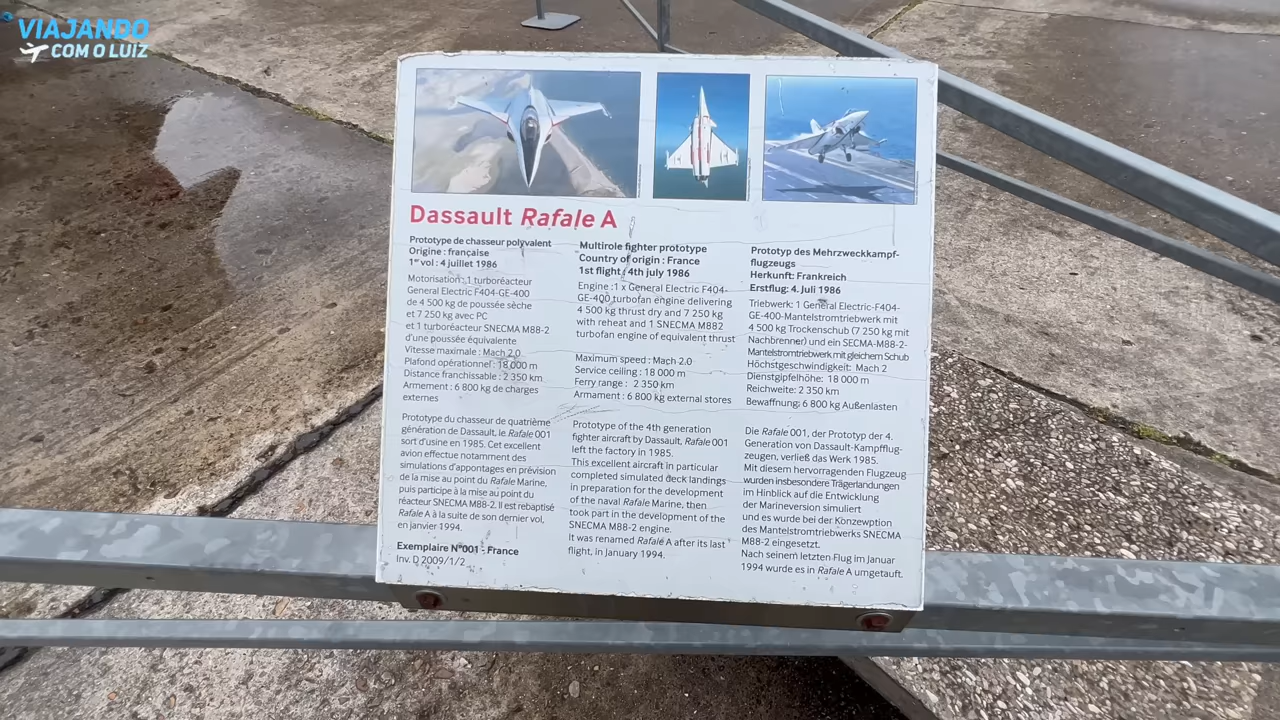 VIAJANDO
COM O LUIZ
Dassault Rafale A
Prototype de chasseur polyvalent
Origine : française
1er vol : 4 juillet 1986
Motorisation : 1 turboréacteur
General Electric F404-GE-400
de 4 500 kg de poussée sèche
et 7 250 kg avec PC
et 1 turboréacteur SNECMA M88-2
d'une poussée équivalente
Vitesse maximale : Mach 2.0
Plafond opérationnel : 18 000 m
Distance franchissable : 2 350 km
Armement : 6 800 kg de charges
externes
Prototype du chasseur de quatrième
génération de Dassault, le Rafale 001
sort d'usine en 1985. Cet excellent
avion effectue notamment des
simulations d'appontages en prévision
de la mise au point du Rafale Marine,
puis participe à la mise au point du
réacteur SNECMA M88-2. Il est rebaptisé
Rafale A à la suite de son dernier vol,
en janvier 1994.
Exemplaire N°001 - France
Inv. D 2009/1/2
Multirole fighter prototype
Country of origin : France
1st flight : 4th july 1986
Engine : 1 x General Electric F404-
GE-400 turbofan engine delivering
4 500 kg thrust dry and 7 250 kg
with reheat and 1 SNECMA M882
turbofan engine of equivalent thrust
Maximum speed : Mach 2.0
Service ceiling : 18 000 m
Ferry range : 2 350 km
Armament : 6 800 kg external stores
Prototype of the 4th generation
fighter aircraft by Dassault, Rafale 001
left the factory in 1985.
This excellent aircraft in particular
completed simulated deck landings
in preparation for the development
of the naval Rafale Marine, then
took part in the development of the
SNECMA M88-2 engine.
It was renamed Rafale A after its last
flight, in January 1994.
Prototyp des Mehrzweckkampf-
flugzeugs
Herkunft: Frankreich
Erstflug: 4. Juli 1986
Triebwerk: 1 General Electric-F404-
GE-400-Mantelstromtriebwerk mit
4 500 kg Trockenschub (7 250 kg mit
Nachbrenner) und ein SECMA-M88-2-
Mantelstromtriebwerk mit gleichem Schub
Höchstgeschwindigkeit: Mach 2
Dienstgipfelhöhe: 18 000 m
Reichweite: 2 350 km
Bewaffnung: 6 800 kg Außenlasten
Die Rafale 001, der Prototyp der 4.
Generation von Dassault-Kampfflug-
zeugen, verließ das Werk 1985.
Mit diesem hervorragenden Flugzeug
wurden insbesondere Trägerlandungen
im Hinblick auf die Entwicklung
der Marineversion simuliert
und es wurde bei der Konzewption
des Mantelstromtriebwerks SNECMA
M88-2 eingesetzt.
Nach seinem letzten Flug im Januar
1994 wurde es in Rafale A umgetauft.